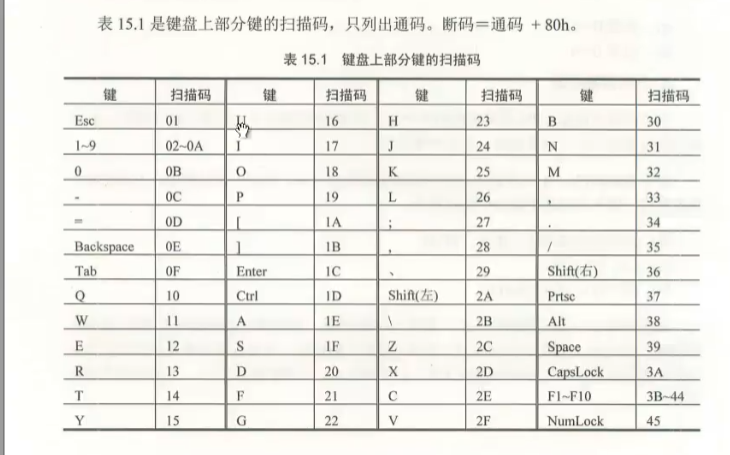 表 15.1 是键盘上部分键的扫描码，只列出通码。断码＝通码 + 80h。
表 15.1 键盘上部分键的扫描码
键 扫描码 键 扫描码 键 扫描码 键 扫描码
Esc 01 U 16 H 23 B 30
1~9 02~0A I 17 J 24 N 31
0 0B O 18 K 25 M 32
- 0C P 19 L 26 , 33
= 0D [ 1A ; 27 . 34
Backspace 0E ] 1B , 28 / 35
Tab 0F Enter 1C 、 29 Shift(右) 36
Q 10 Ctrl 1D Shift(左) 2A Prtsc 37
W 11 A 1E \ 2B Alt 38
E 12 S 1F Z 2C Space 39
R 13 D 20 X 2D CapsLock 3A
T 14 F 21 C 2E F1~F10 3B~44
Y 15 G 22 V 2F NumLock 45